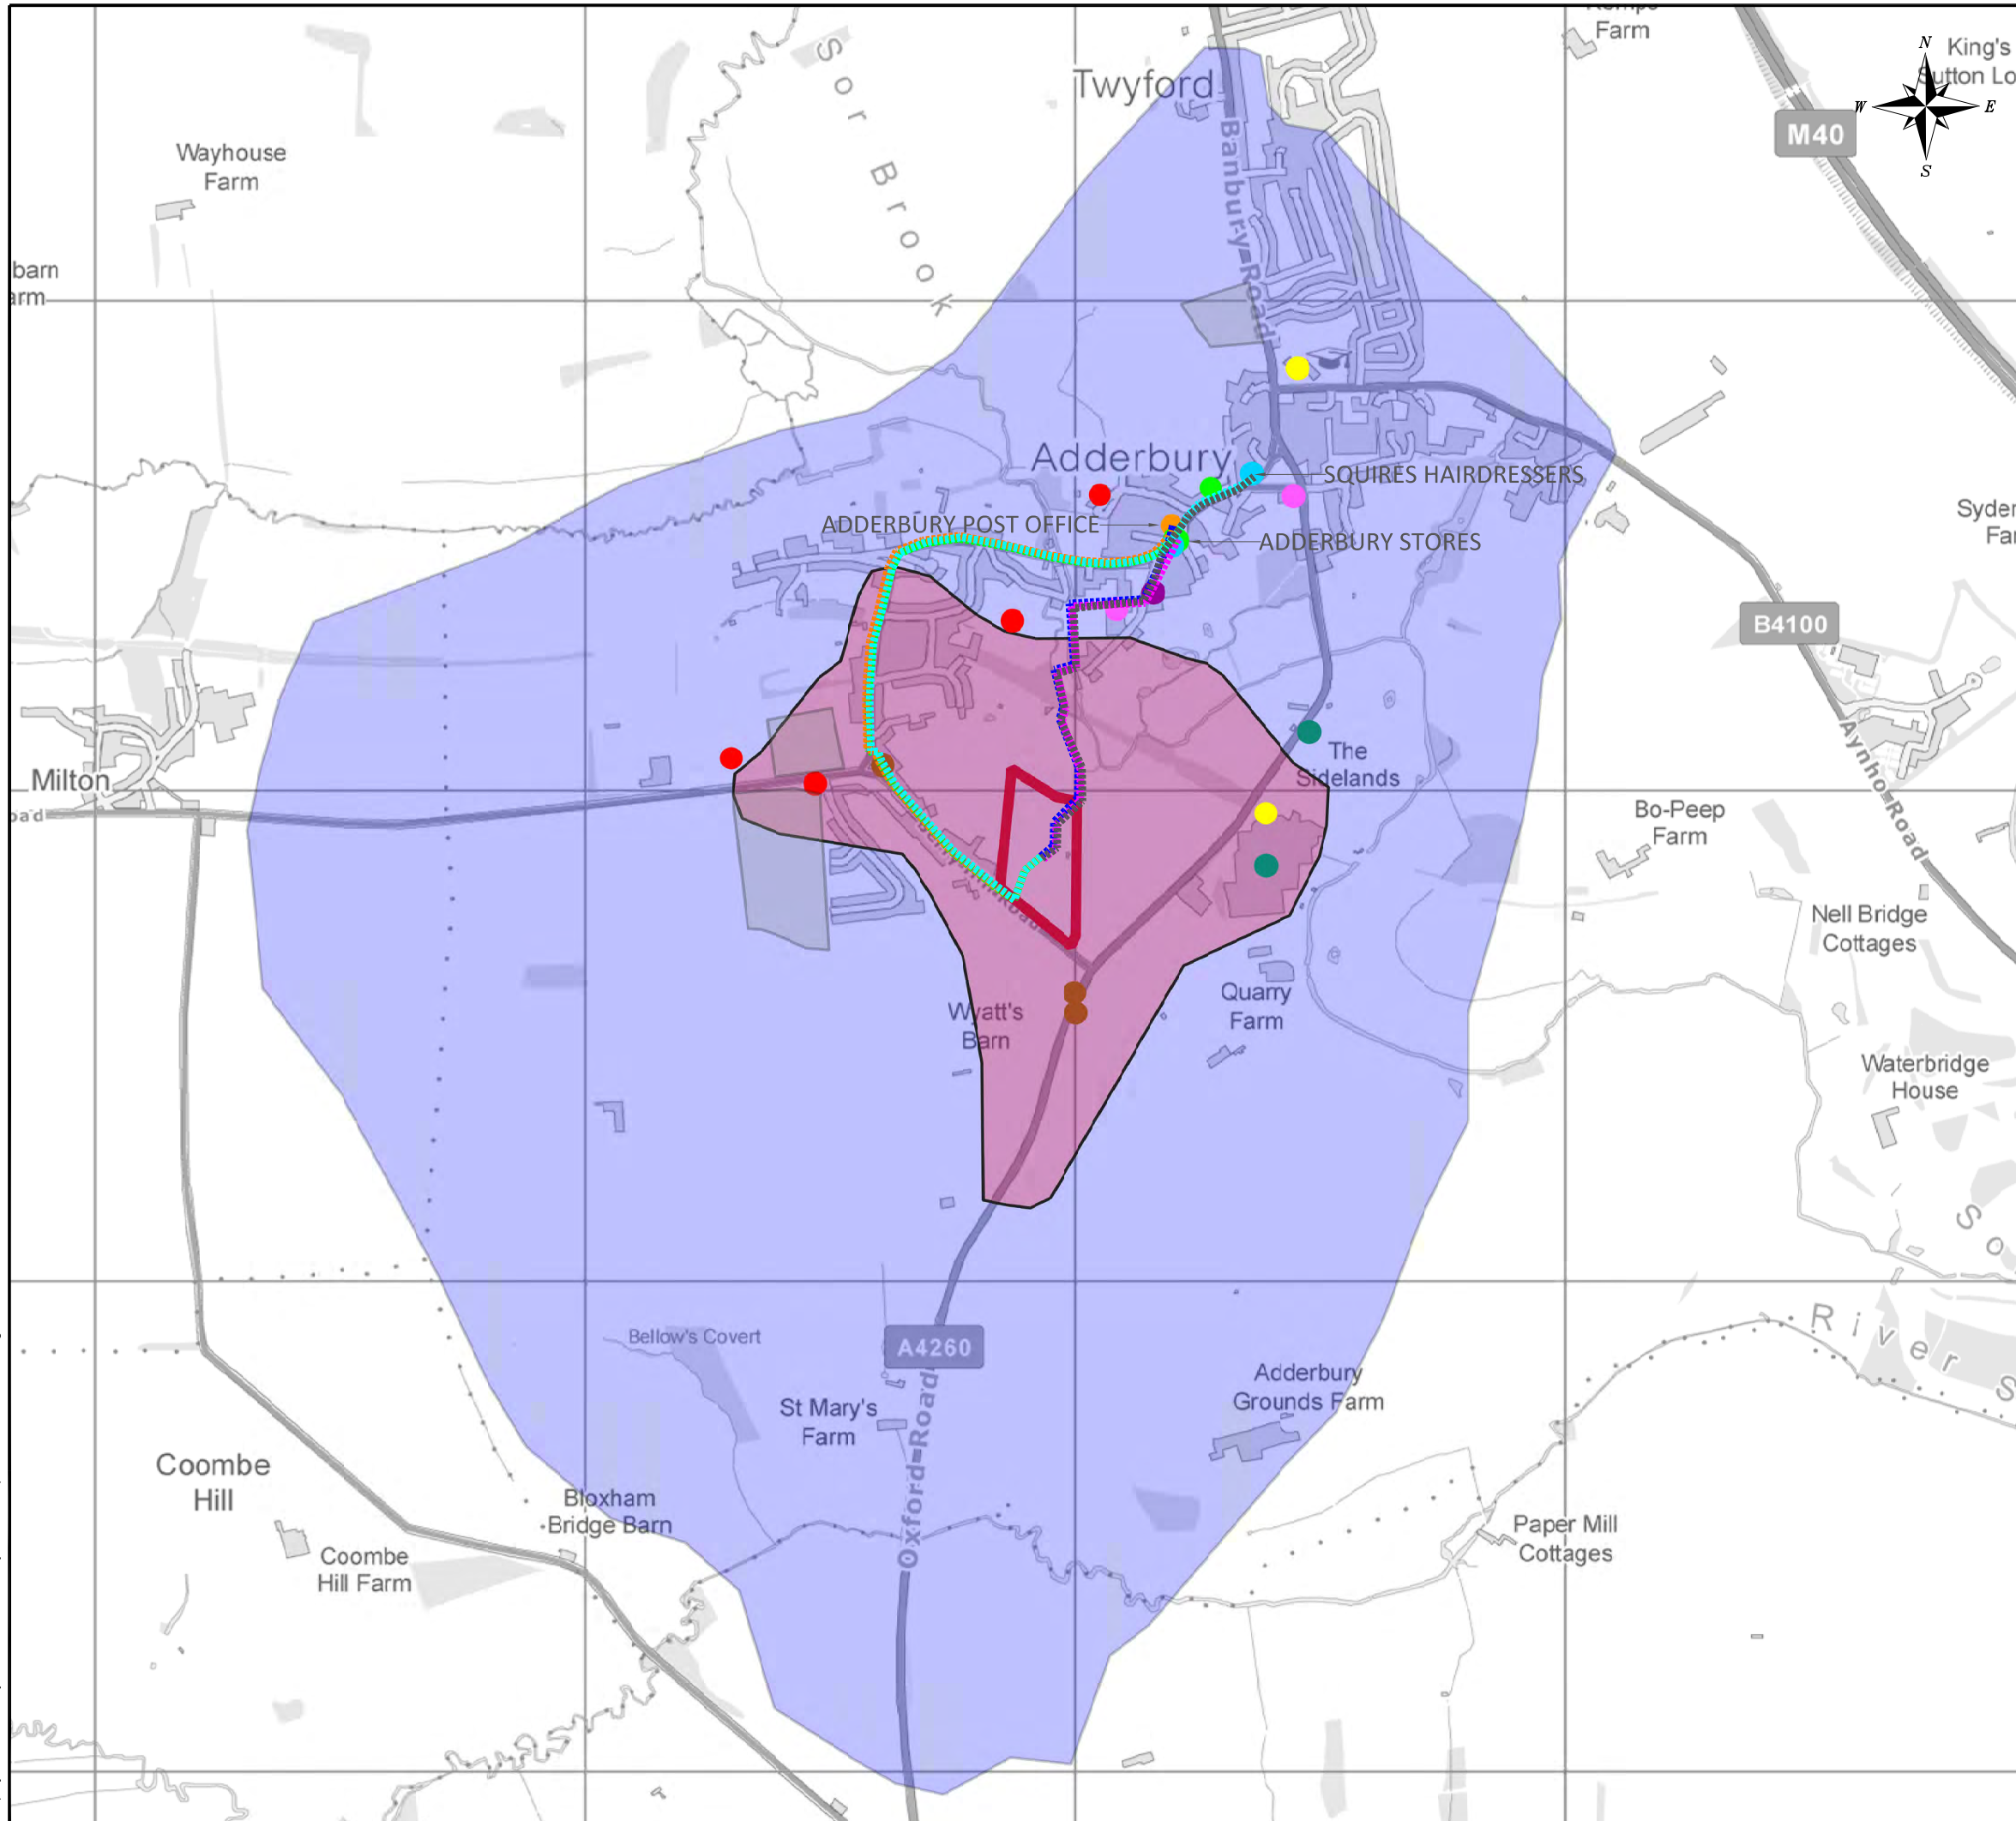 Farm
King's
Sutton Lo
N
W
E
S
Twyford
M40
Sor Brook
Banbury Road
Wayhouse
Farm
barn
arm
Adderbury
SQUIRES HAIRDRESSERS
ADDERBURY POST OFFICE
ADDERBURY STORES
B4100
Milton
oad
The
Sidelands
Aynho Road
Bo-Peep
Farm
Nell Bridge
Cottages
Road
Wyatt's
Barn
Quarry
Farm
Waterbridge
House
Bellow's Covert
A4260
Oxford Road
River
St Mary's
Farm
Adderbury
Grounds Farm
Coombe
Hill
Bloxham
Bridge Barn
Coombe
Hill Farm
Paper Mill
Cottages